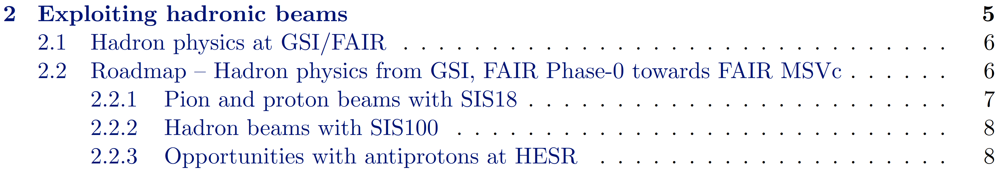 2 Exploiting hadronic beams 5
2.1 Hadron physics at GSI/FAIR . . . . . . . . . . . . . . . . . . . . . . . . . . . . . . . 6
2.2 Roadmap – Hadron physics from GSI, FAIR Phase-0 towards FAIR MSVc . . . . . . 6
2.2.1 Pion and proton beams with SIS18 . . . . . . . . . . . . . . . . . . . . . . . . 7
2.2.2 Hadron beams with SIS100 . . . . . . . . . . . . . . . . . . . . . . . . . . . . 8
2.2.3 Opportunities with antiprotons at HESR . . . . . . . . . . . . . . . . . . . . 8